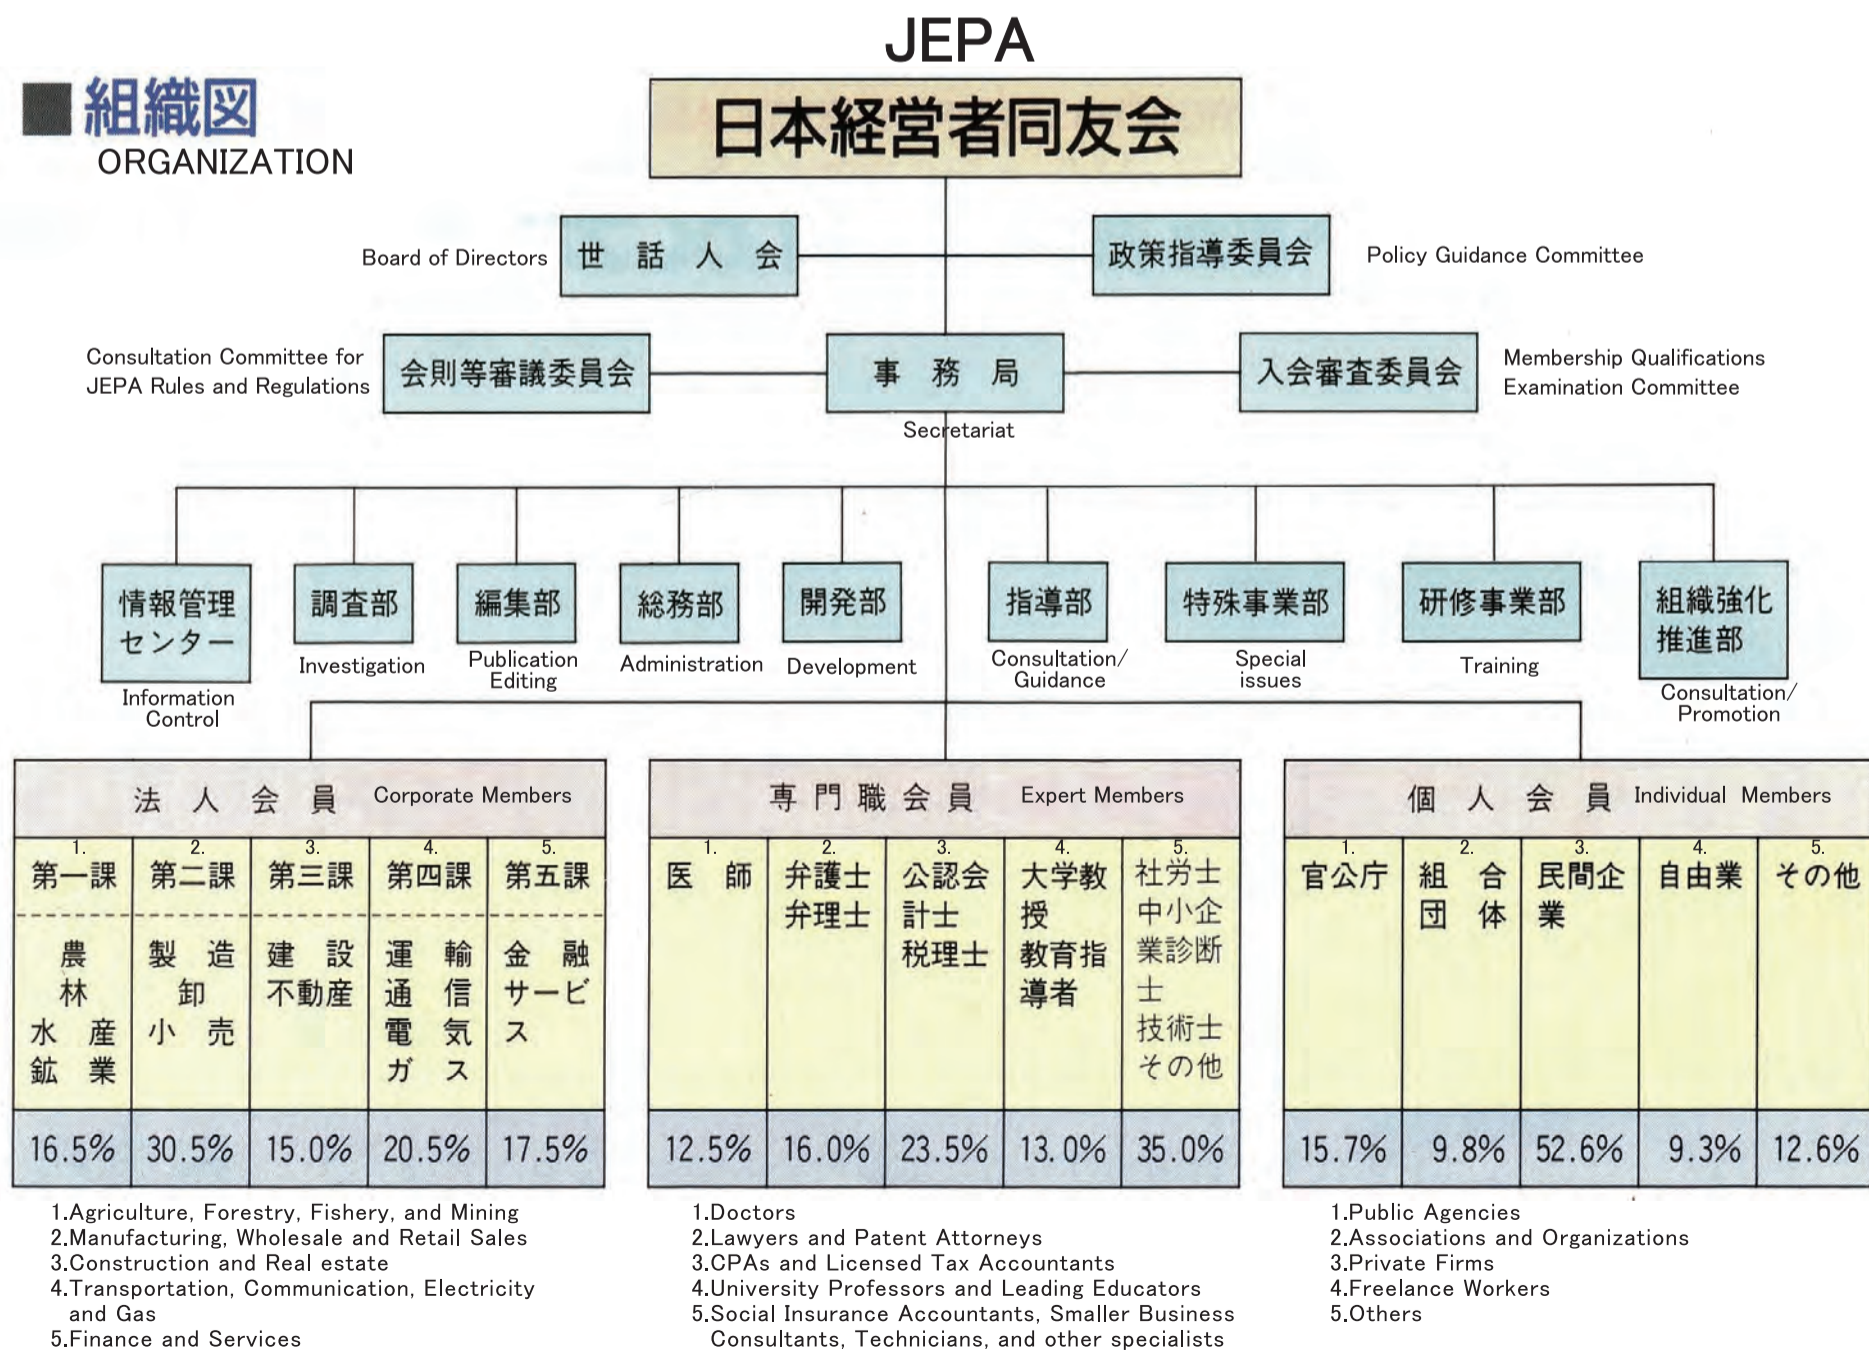 JEPA
■組織図
ORGANIZATION
日本経営者同友会
Board of Directors
世話人会
政策指導委員会
Policy Guidance Committee
Consultation Committee for
JEPA Rules and Regulations
会則等審議委員会
事務局
Secretariat
入会審査委員会
Membership Qualifications
Examination Committee
情報管理
センター
Information
Control
調査部
Investigation
編集部
Publication
Editing
総務部
Administration
開発部
Development
指導部
Consultation/
Guidance
特殊事業部
Special
issues
研修事業部
Training
組織強化
推進部
Consultation/
Promotion
法人会員 Corporate Members
1.
第一課
農
林
水産
鉱業
16.5%
2.
第二課
製造
卸
小売
30.5%
3.
第三課
建設
不動産
15.0%
4.
第四課
運輸
通信
電気
ガス
20.5%
5.
第五課
金融
サービ
ス
17.5%
1.Agriculture, Forestry, Fishery, and Mining
2.Manufacturing, Wholesale and Retail Sales
3.Construction and Real estate
4.Transportation, Communication, Electricity
and Gas
5.Finance and Services
専門職会員 Expert Members
1.
医師
12.5%
2.
弁護士
弁理士
16.0%
3.
公認会
計士
税理士
23.5%
4.
大学教
授
教育指
導者
13.0%
5.
社労士
中小企
業診断
士
技術士
その他
35.0%
1.Doctors
2.Lawyers and Patent Attorneys
3.CPAs and Licensed Tax Accountants
4.University Professors and Leading Educators
5.Social Insurance Accountants, Smaller Business
Consultants, Technicians, and other specialists
個人会員 Individual Members
1.
官公庁
15.7%
2.
組合
団体
9.8%
3.
民間企
業
52.6%
4.
自由業
9.3%
5.
その他
12.6%
1.Public Agencies
2.Associations and Organizations
3.Private Firms
4.Freelance Workers
5.Others